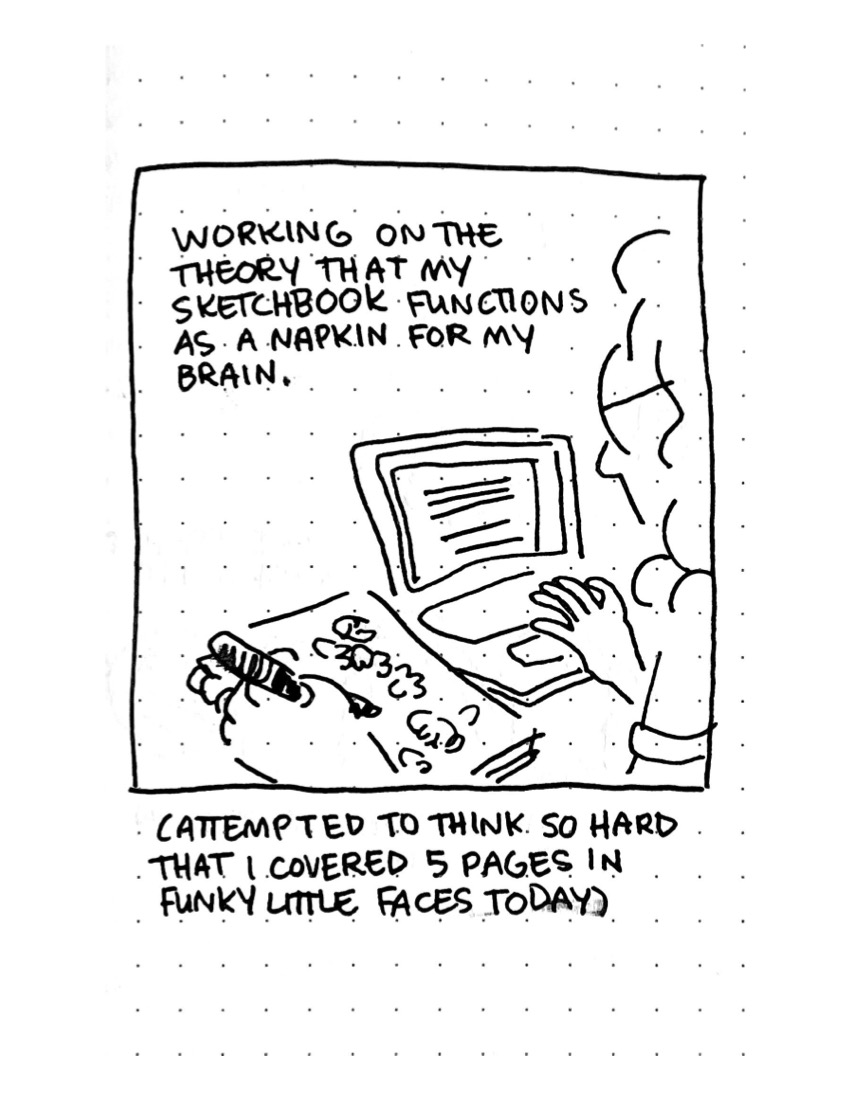 WORKING ON THE
THEORY THAT MY
SKETCHBOOK FUNCTIONS
AS A NAPKIN FOR MY
BRAIN.
(ATTEMPTED TO THINK SO HARD
THAT I COVERED 5 PAGES IN
FUNKY LITTLE FACES TODAY)